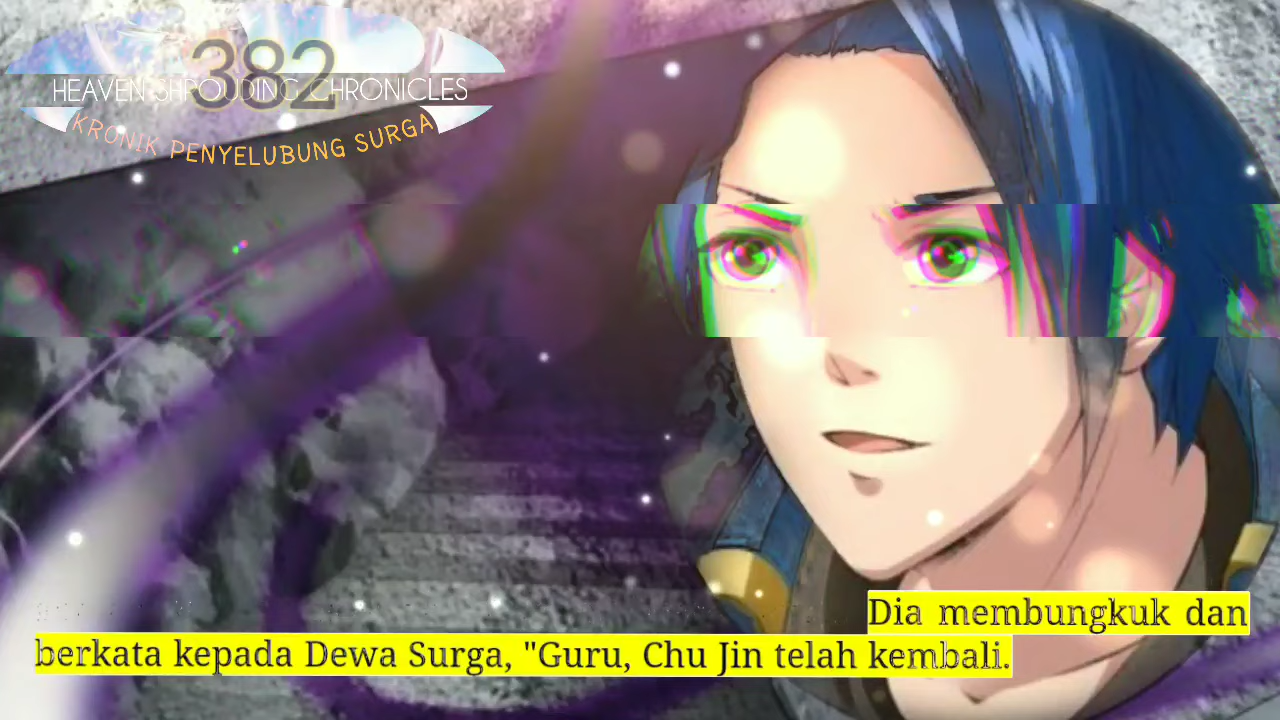 382
HEAVEN SHROUDING CHRONICLES
KRONIK PENYELUBUNG SURGA
Dia membungkuk dan
berkata kepada Dewa Surga, "Guru, Chu Jin telah kembali.